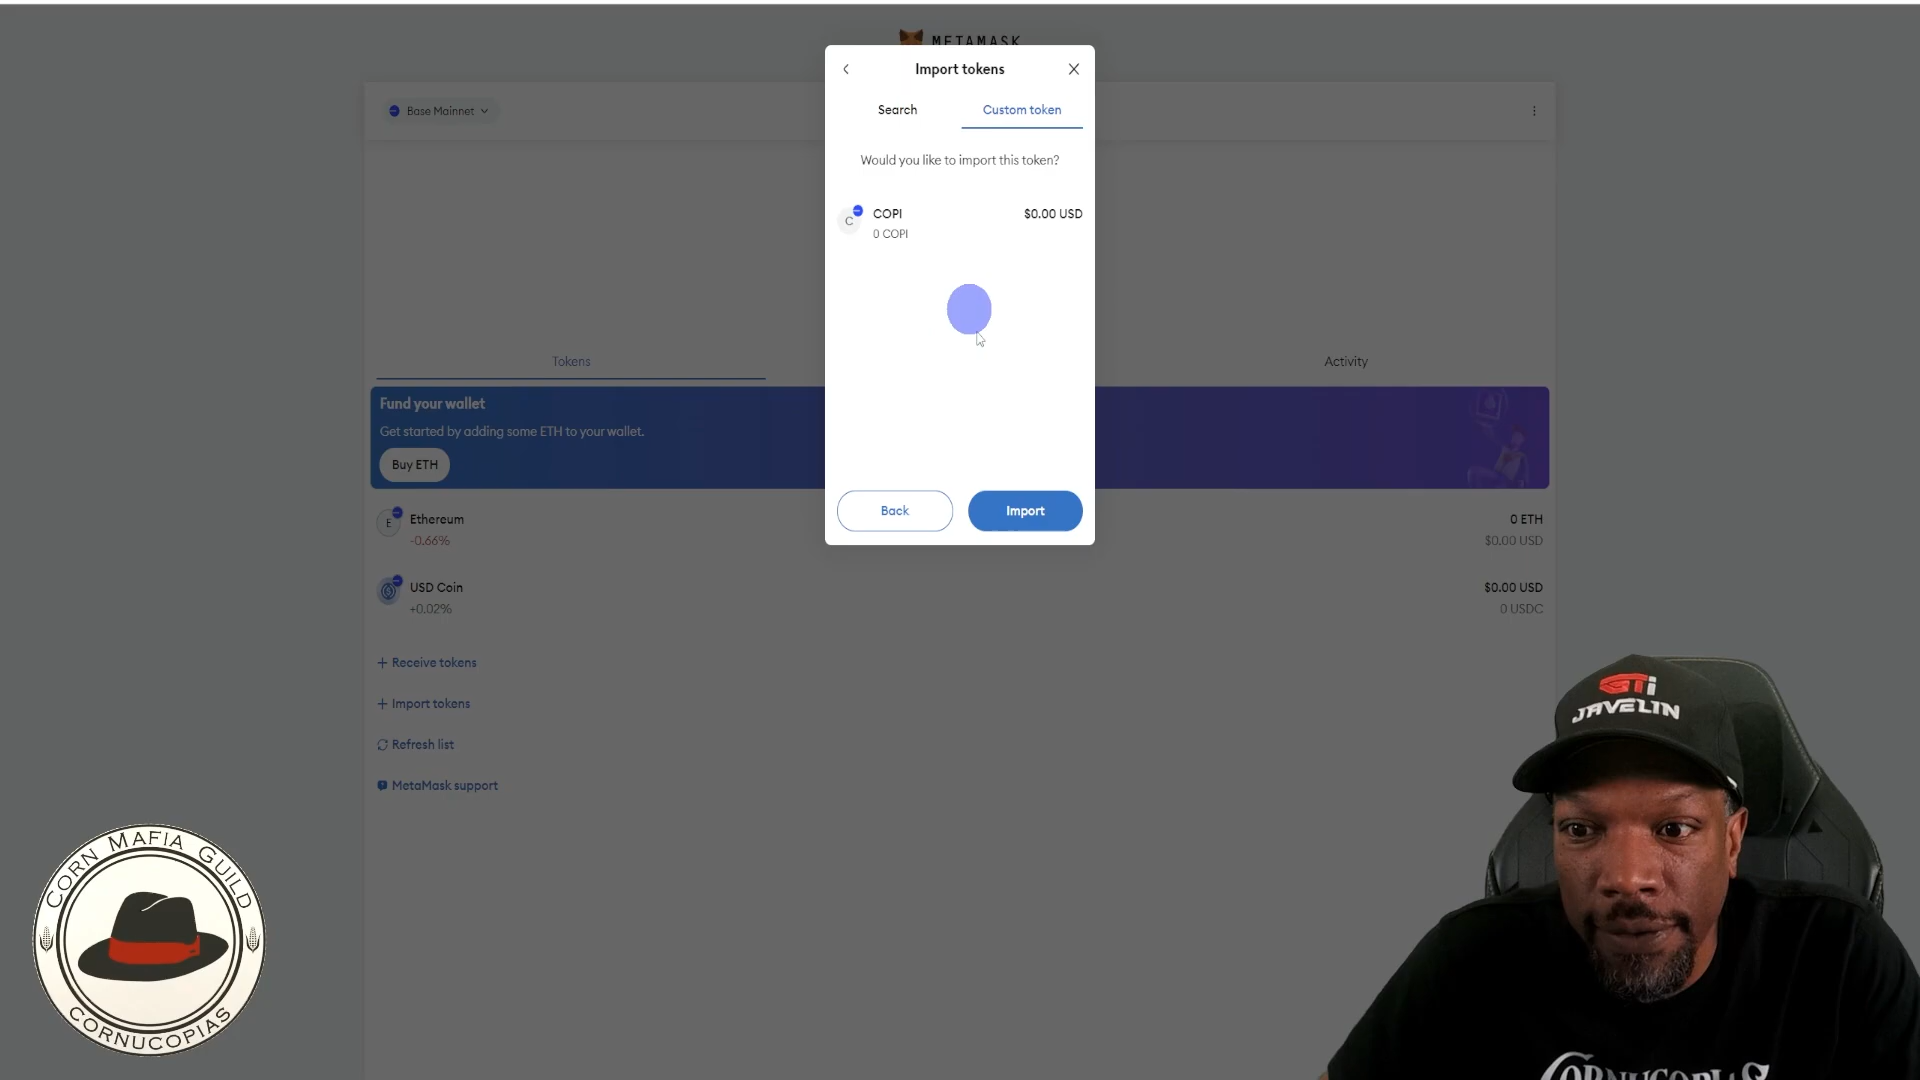 METAMASK
Import tokens
Base Mainnet
Search
Custom token
Would you like to import this token?
C
COPI
$0.00 USD
0 COPI
Tokens
Activity
Fund your wallet
Get started by adding some ETH to your wallet.
Buy ETH
Back
Import
E
Ethereum
0 ETH
-0.66%
$0.00 USD
USD Coin
$0.00 USD
+0.02%
0 USDC
+ Receive tokens
+ Import tokens
Refresh list
MetaMask support
GTi
JAVELIN
CORN MAFIA GUILD
CORNUCOPIAS
CORNUCOPIAS